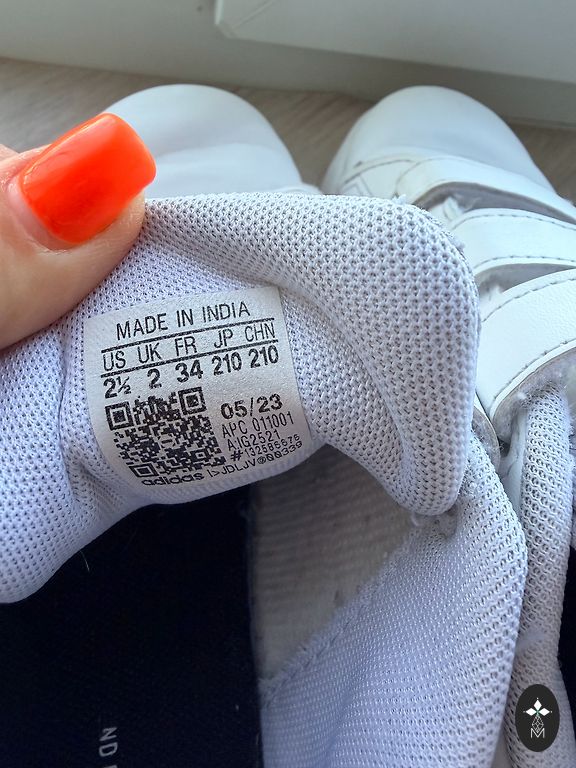 MADE IN INDIA
US UK FR JP CHN
2½ 2 34 210 210
05/23
APC 011001
adidas
ND